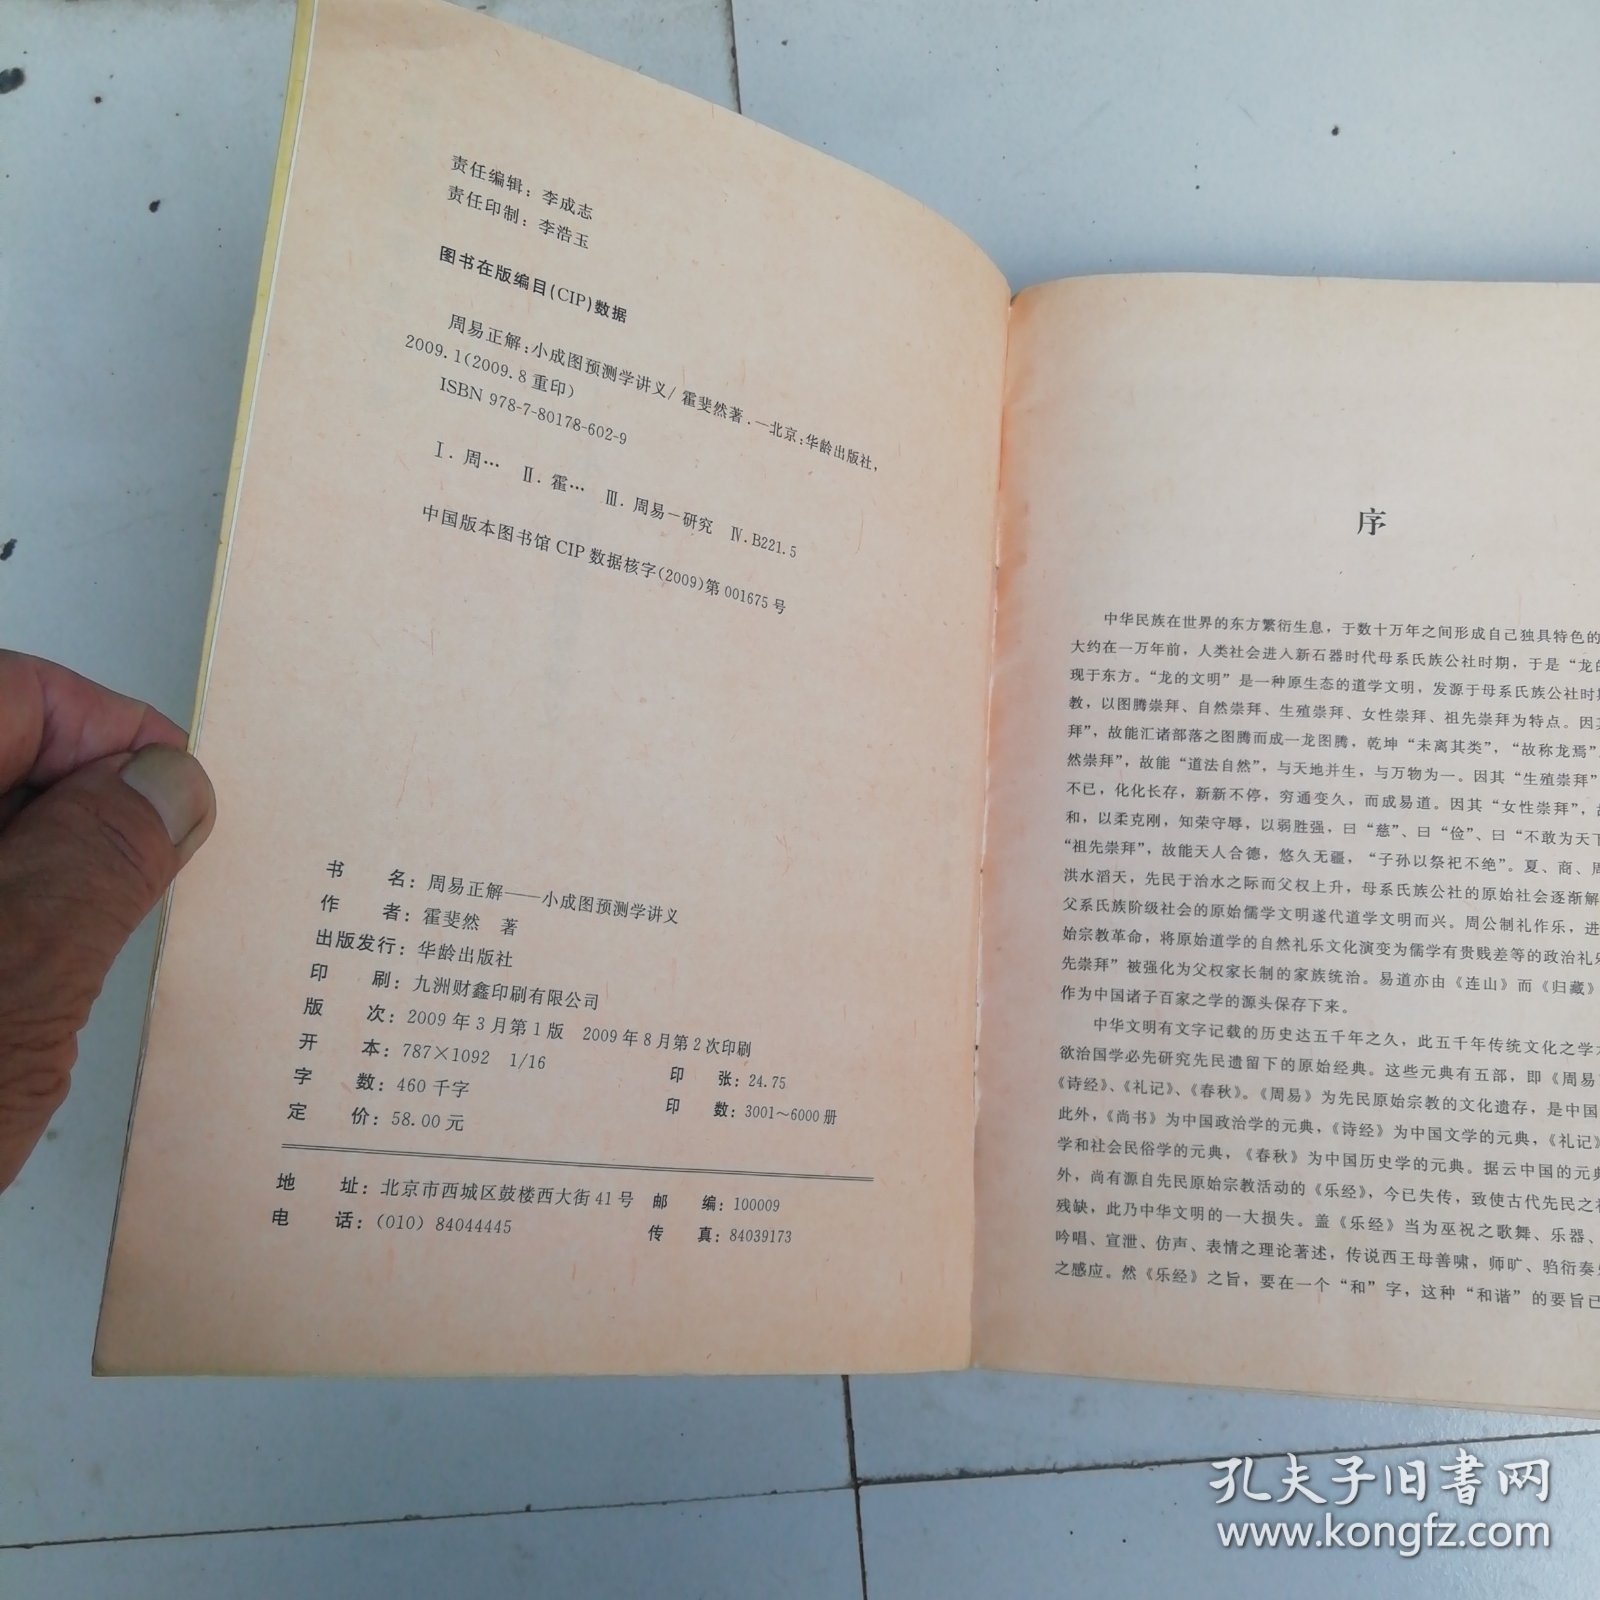 责任编辑：李成志
责任印制：李浩玉
图书在版编目(CIP)数据
周易正解：小成图预测学讲义/霍斐然著.—北京：华龄出版社，
2009.1(2009.8重印)
ISBN 978-7-80178-602-9
Ⅰ.周… Ⅱ.霍… Ⅲ.周易－研究 Ⅳ.B221.5
中国版本图书馆CIP数据核字(2009)第001675号
书 名：周易正解——小成图预测学讲义
作 者：霍斐然 著
出版发行：华龄出版社
印 刷：九洲财鑫印刷有限公司
版 次：2009年3月第1版 2009年8月第2次印刷
开 本：787×1092 1/16 印 张：24.75
字 数：460千字 印 数：3001～6000册
定 价：58.00元
地 址：北京市西城区鼓楼西大街41号 邮 编：100009
电 话：(010) 84044445 传 真：84039173
序
中华民族在世界的东方繁衍生息，于数十万年之间形成自己独具特色的
大约在一万年前，人类社会进入新石器时代母系氏族公社时期，于是“龙的
现于东方。“龙的文明”是一种原生态的道学文明，发源于母系氏族公社时期
教，以图腾崇拜、自然崇拜、生殖崇拜、女性崇拜、祖先崇拜为特点。因其
拜”，故能汇诸部落之图腾而成一龙图腾，乾坤“未离其类”，“故称龙焉”
然崇拜”，故能“道法自然”，与天地并生，与万物为一。因其“生殖崇拜”
不已，化化长存，新新不停，穷通变久，而成易道。因其“女性崇拜”，
和，以柔克刚，知荣守辱，以弱胜强，曰“慈”、曰“俭”、曰“不敢为天下
“祖先崇拜”，故能天人合德，悠久无疆，“子孙以祭祀不绝”。夏、商、周
洪水滔天，先民于治水之际而父权上升，母系氏族公社的原始社会逐渐解
父系氏族阶级社会的原始儒学文明遂代道学文明而兴。周公制礼作乐，进
始宗教革命，将原始道学的自然礼乐文化演变为儒学有贵贱差等的政治礼乐
先崇拜”被强化为父权家长制的家族统治。易道亦由《连山》而《归藏》
作为中国诸子百家之学的源头保存下来。
中华文明有文字记载的历史达五千年之久，此五千年传统文化之学
欲治国学必先研究先民遗留下的原始经典。这些元典有五部，即《周易
《诗经》、《礼记》、《春秋》。《周易》为先民原始宗教的文化遗存，是中国
此外，《尚书》为中国政治学的元典，《诗经》为中国文学的元典，《礼记》
学和社会民俗学的元典，《春秋》为中国历史学的元典。据云中国的元典
外，尚有源自先民原始宗教活动的《乐经》，今已失传，致使古代先民之
残缺，此乃中华文明的一大损失。盖《乐经》当为巫祝之歌舞、乐器、
吟唱、宣泄、仿声、表情之理论著述，传说西王母善啸，师旷、驺衍奏
之感应。然《乐经》之旨，要在一个“和”字，这种“和谐”的要旨已
孔夫子旧书网
www.kongfz.com